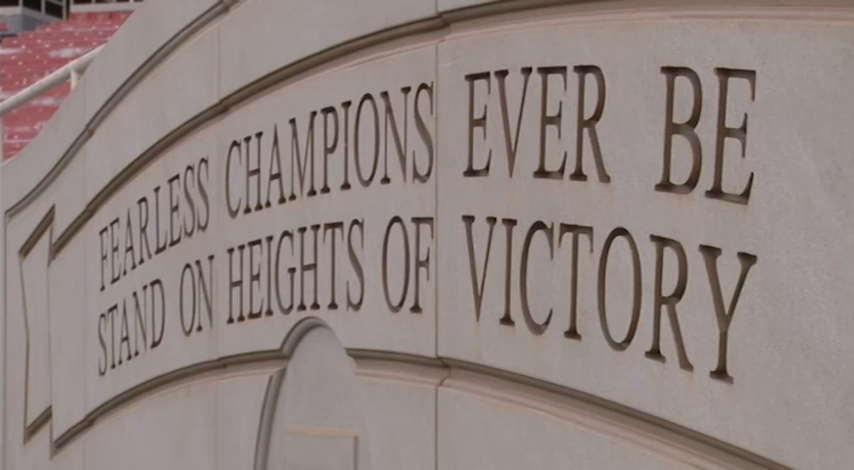 FEARLESS CHAMPIONS EVER BE
STAND ON HEIGHTS OF VICTORY